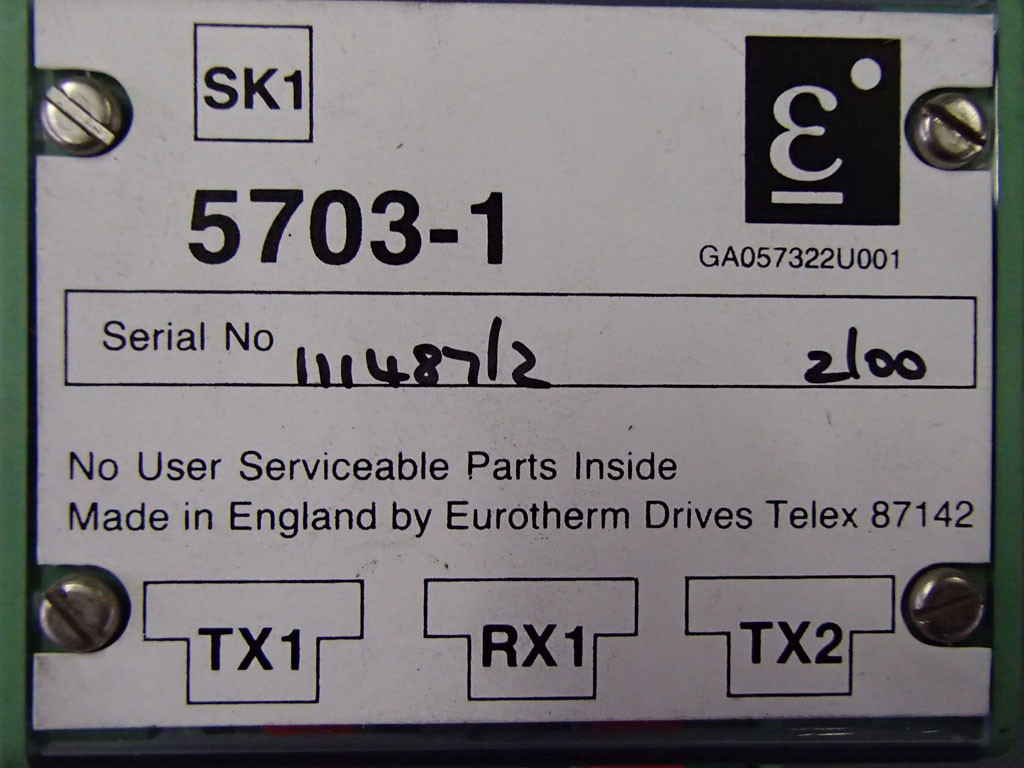 SK1
ε
5703-1
GA057322U001
Serial No 111487/2 2/00
No User Serviceable Parts Inside
Made in England by Eurotherm Drives Telex 87142
TX1 RX1 TX2